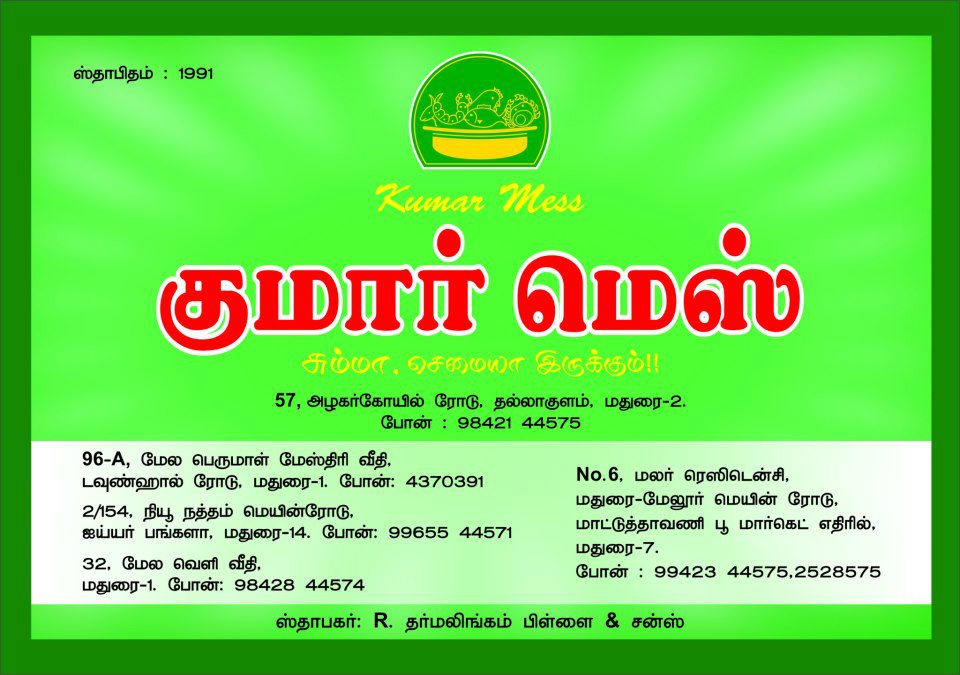 ஸ்தாபிதம் : 1991
Kumar Mess
குமார் மெஸ்
சும்மா, செமையா இருக்கும்!!
57, அழகர்கோயில் ரோடு, தல்லாகுளம், மதுரை-2.
போன் : 98421 44575
96-A, மேல பெருமாள் மேஸ்திரி வீதி,
டவுண்ஹால் ரோடு, மதுரை-1. போன்: 4370391
2/154, நியூ நத்தம் மெயின்ரோடு,
ஐய்யர் பங்களா, மதுரை-14. போன்: 99655 44571
32, மேல வெளி வீதி,
மதுரை-1. போன்: 98428 44574
No.6, மலர் ரெஸிடென்சி,
மதுரை-மேலூர் மெயின் ரோடு,
மாட்டுத்தாவணி பூ மார்கெட் எதிரில்,
மதுரை-7.
போன் : 99423 44575,2528575
ஸ்தாபகர்: R. தர்மலிங்கம் பிள்ளை & சன்ஸ்